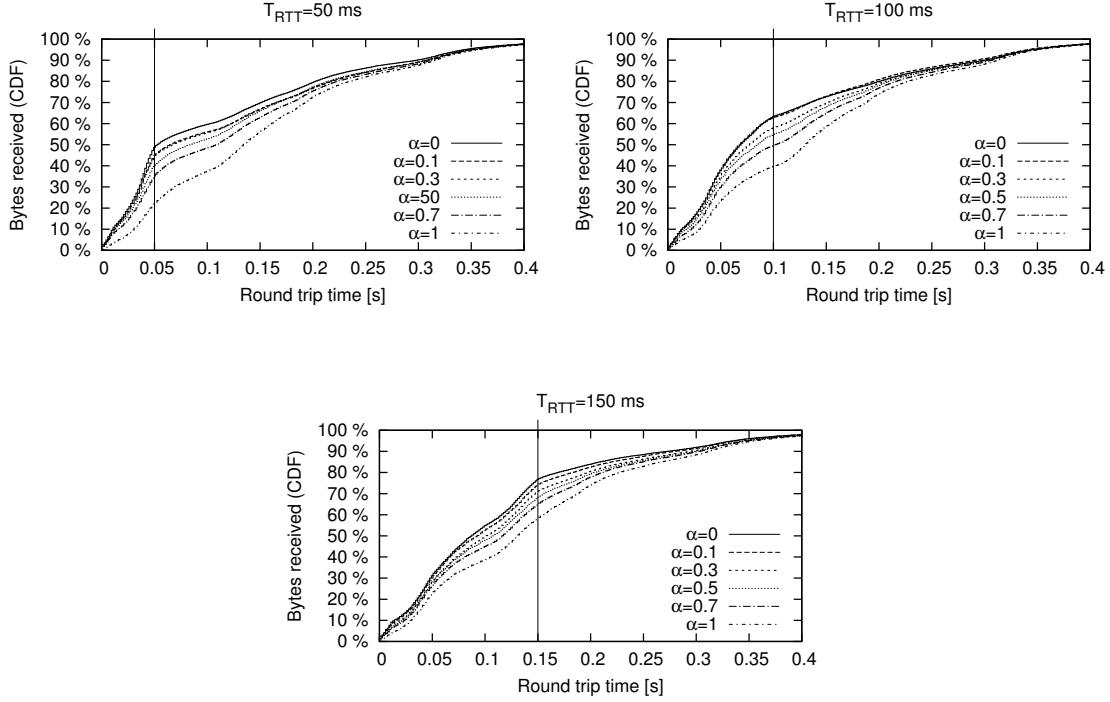 T_RTT=50 ms
100 %
90 %
80 %
70 %
60 %
50 %
40 %
30 %
20 %
10 %
0 %
Bytes received (CDF)
α=0
α=0.1
α=0.3
α=50
α=0.7
α=1
0 0.05 0.1 0.15 0.2 0.25 0.3 0.35 0.4
Round trip time [s]
T_RTT=100 ms
100 %
90 %
80 %
70 %
60 %
50 %
40 %
30 %
20 %
10 %
0 %
Bytes received (CDF)
α=0
α=0.1
α=0.3
α=0.5
α=0.7
α=1
0 0.05 0.1 0.15 0.2 0.25 0.3 0.35 0.4
Round trip time [s]
T_RTT=150 ms
100 %
90 %
80 %
70 %
60 %
50 %
40 %
30 %
20 %
10 %
0 %
Bytes received (CDF)
α=0
α=0.1
α=0.3
α=0.5
α=0.7
α=1
0 0.05 0.1 0.15 0.2 0.25 0.3 0.35 0.4
Round trip time [s]